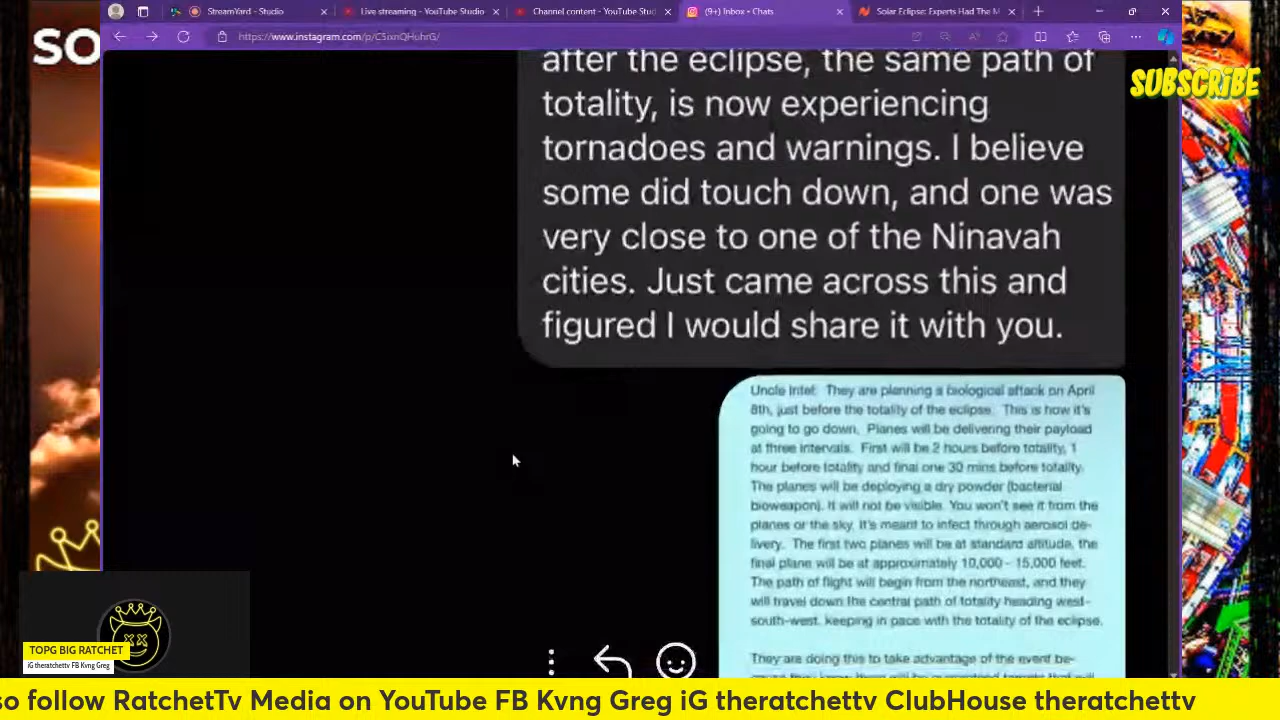 StreamYard - Studio
Live streaming - YouTube Studio
Channel content - YouTube Stud
(9+) Inbox • Chats
Solar Eclipse: Experts Had The M
https://www.instagram.com/p/C5ixnQHuhrG/
SO
SUBSCRIBE
after the eclipse, the same path of
totality, is now experiencing
tornadoes and warnings. I believe
some did touch down, and one was
very close to one of the Ninavah
cities. Just came across this and
figured I would share it with you.
Uncle Intel: They are planning a biological attack on April
8th, just before the totality of the eclipse. This is how it's
going to go down. Planes will be delivering their payload
at three intervals. First will be 2 hours before totality, 1
hour before totality and final one 30 mins before totality.
The planes will be deploying a dry powder (bacterial
bioweapon). It will not be visible. You won't see it from the
planes or the sky. It's meant to infect through aerosol de-
livery. The first two planes will be at standard altitude, the
final plane will be at approximately 10,000 - 15,000 feet.
The path of flight will begin from the northeast, and they
will travel down the central path of totality heading west-
south-west, keeping in pace with the totality of the eclipse.
They are doing this to take advantage of the event be-
TOPG BIG RATCHET
iG theratchettv FB Kvng Greg
so follow RatchetTv Media on YouTube FB Kvng Greg iG theratchettv ClubHouse theratchettv